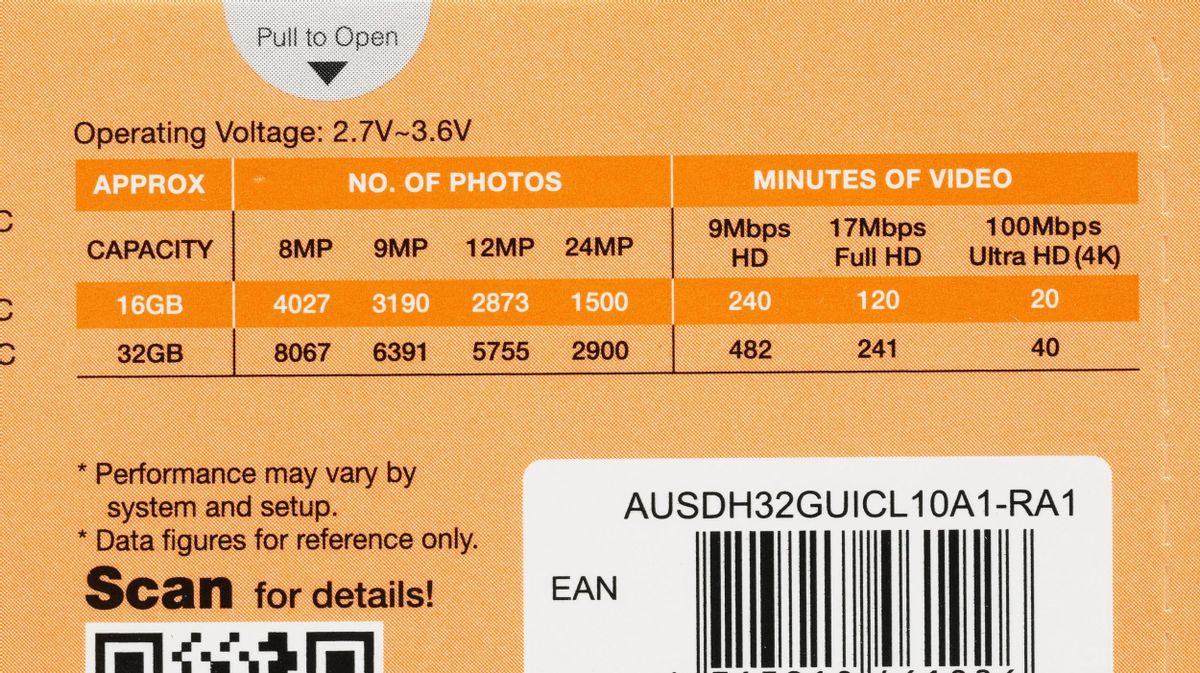 Pull to Open
Operating Voltage: 2.7V~3.6V
APPROX NO. OF PHOTOS MINUTES OF VIDEO
CAPACITY 8MP 9MP 12MP 24MP 9Mbps HD 17Mbps Full HD 100Mbps Ultra HD (4K)
16GB 4027 3190 2873 1500 240 120 20
32GB 8067 6391 5755 2900 482 241 40
* Performance may vary by
system and setup.
* Data figures for reference only.
Scan for details!
AUSDH32GUICL10A1-RA1
EAN